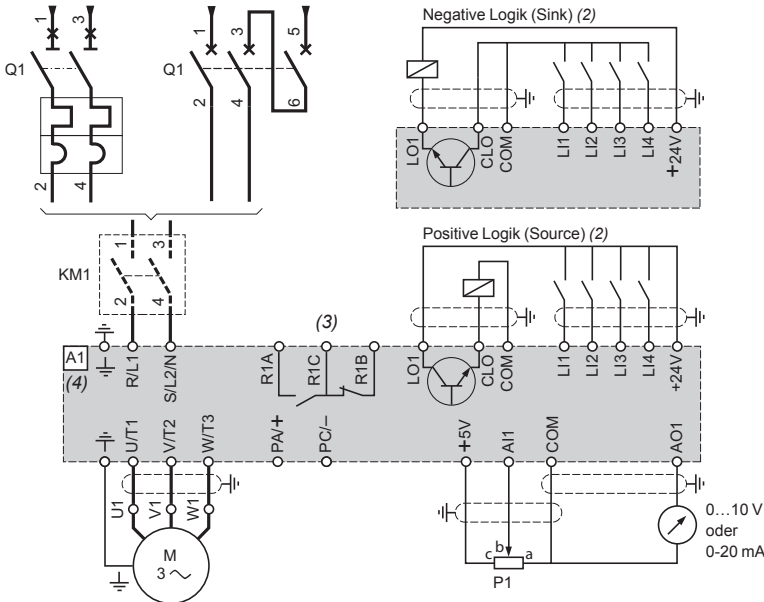 1 3
1 3 5
Q1
Q1
2 4 6
2 4
Negative Logik (Sink) (2)
LO1 CLO COM LI1 LI2 LI3 LI4 +24V
KM1
1 3
2 4
Positive Logik (Source) (2)
(3)
A1
(4)
R/L1 S/L2/N R1A R1C R1B LO1 CLO COM LI1 LI2 LI3 LI4 +24V
U/T1 V/T2 W/T3 PA/+ PC/– +5V AI1 COM AO1
U1 V1 W1
M
3
c b a
P1
0…10 V
oder
0-20 mA